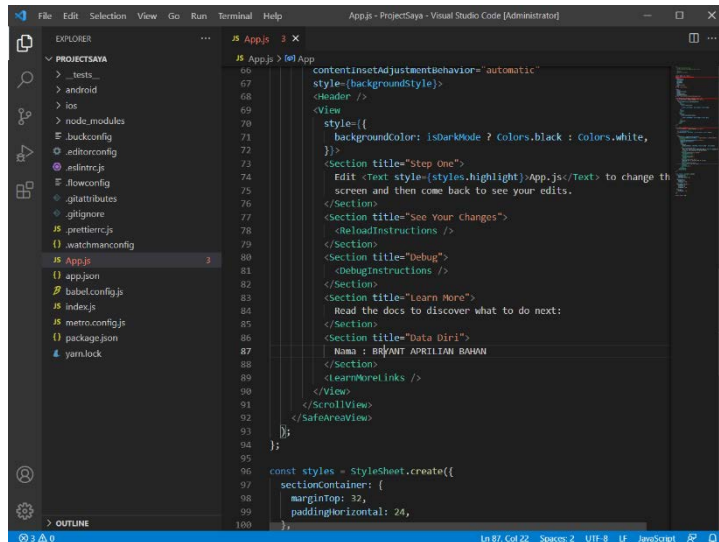 File Edit Selection View Go Run Terminal Help App.js - ProjectSaya - Visual Studio Code [Administrator]
EXPLORER
PROJECTSAYA
> __tests__
> android
> ios
> node_modules
.buckconfig
.editorconfig
.eslintrc.js
.flowconfig
.gitattributes
.gitignore
JS .prettierrc.js
{} .watchmanconfig
JS App.js 3
{} app.json
babel.config.js
JS index.js
JS metro.config.js
{} package.json
yarn.lock
> OUTLINE
JS App.js 3 ×
JS App.js > App
66 contentInsetAdjustmentBehavior="automatic"
67 style={backgroundStyle}>
68 <Header />
69 <View
70 style={{
71 backgroundColor: isDarkMode ? Colors.black : Colors.white,
72 }}>
73 <Section title="Step One">
74 Edit <Text style={styles.highlight}>App.js</Text> to change th
75 screen and then come back to see your edits.
76 </Section>
77 <Section title="See Your Changes">
78 <ReloadInstructions />
79 </Section>
80 <Section title="Debug">
81 <DebugInstructions />
82 </Section>
83 <Section title="Learn More">
84 Read the docs to discover what to do next:
85 </Section>
86 <Section title="Data Diri">
87 Nama : BRYANT APRILIAN BAHAN
88 </Section>
89 <LearnMoreLinks />
90 </View>
91 </ScrollView>
92 </SafeAreaView>
93 );
94 };
95
96 const styles = StyleSheet.create({
97 sectionContainer: {
98 marginTop: 32,
99 paddingHorizontal: 24,
100 },
3 0 Ln 87, Col 22 Spaces: 2 UTF-8 LF JavaScript